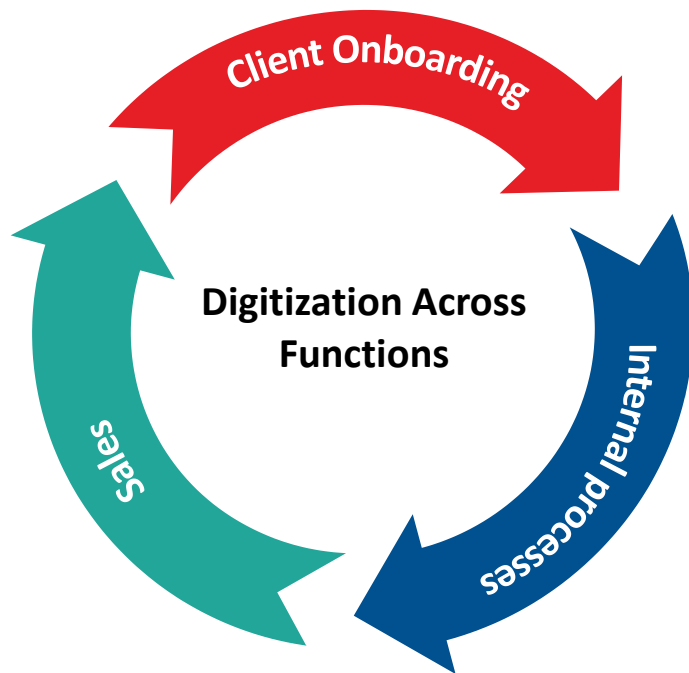 Client Onboarding
Digitization Across
Functions
Internal processes
Sales